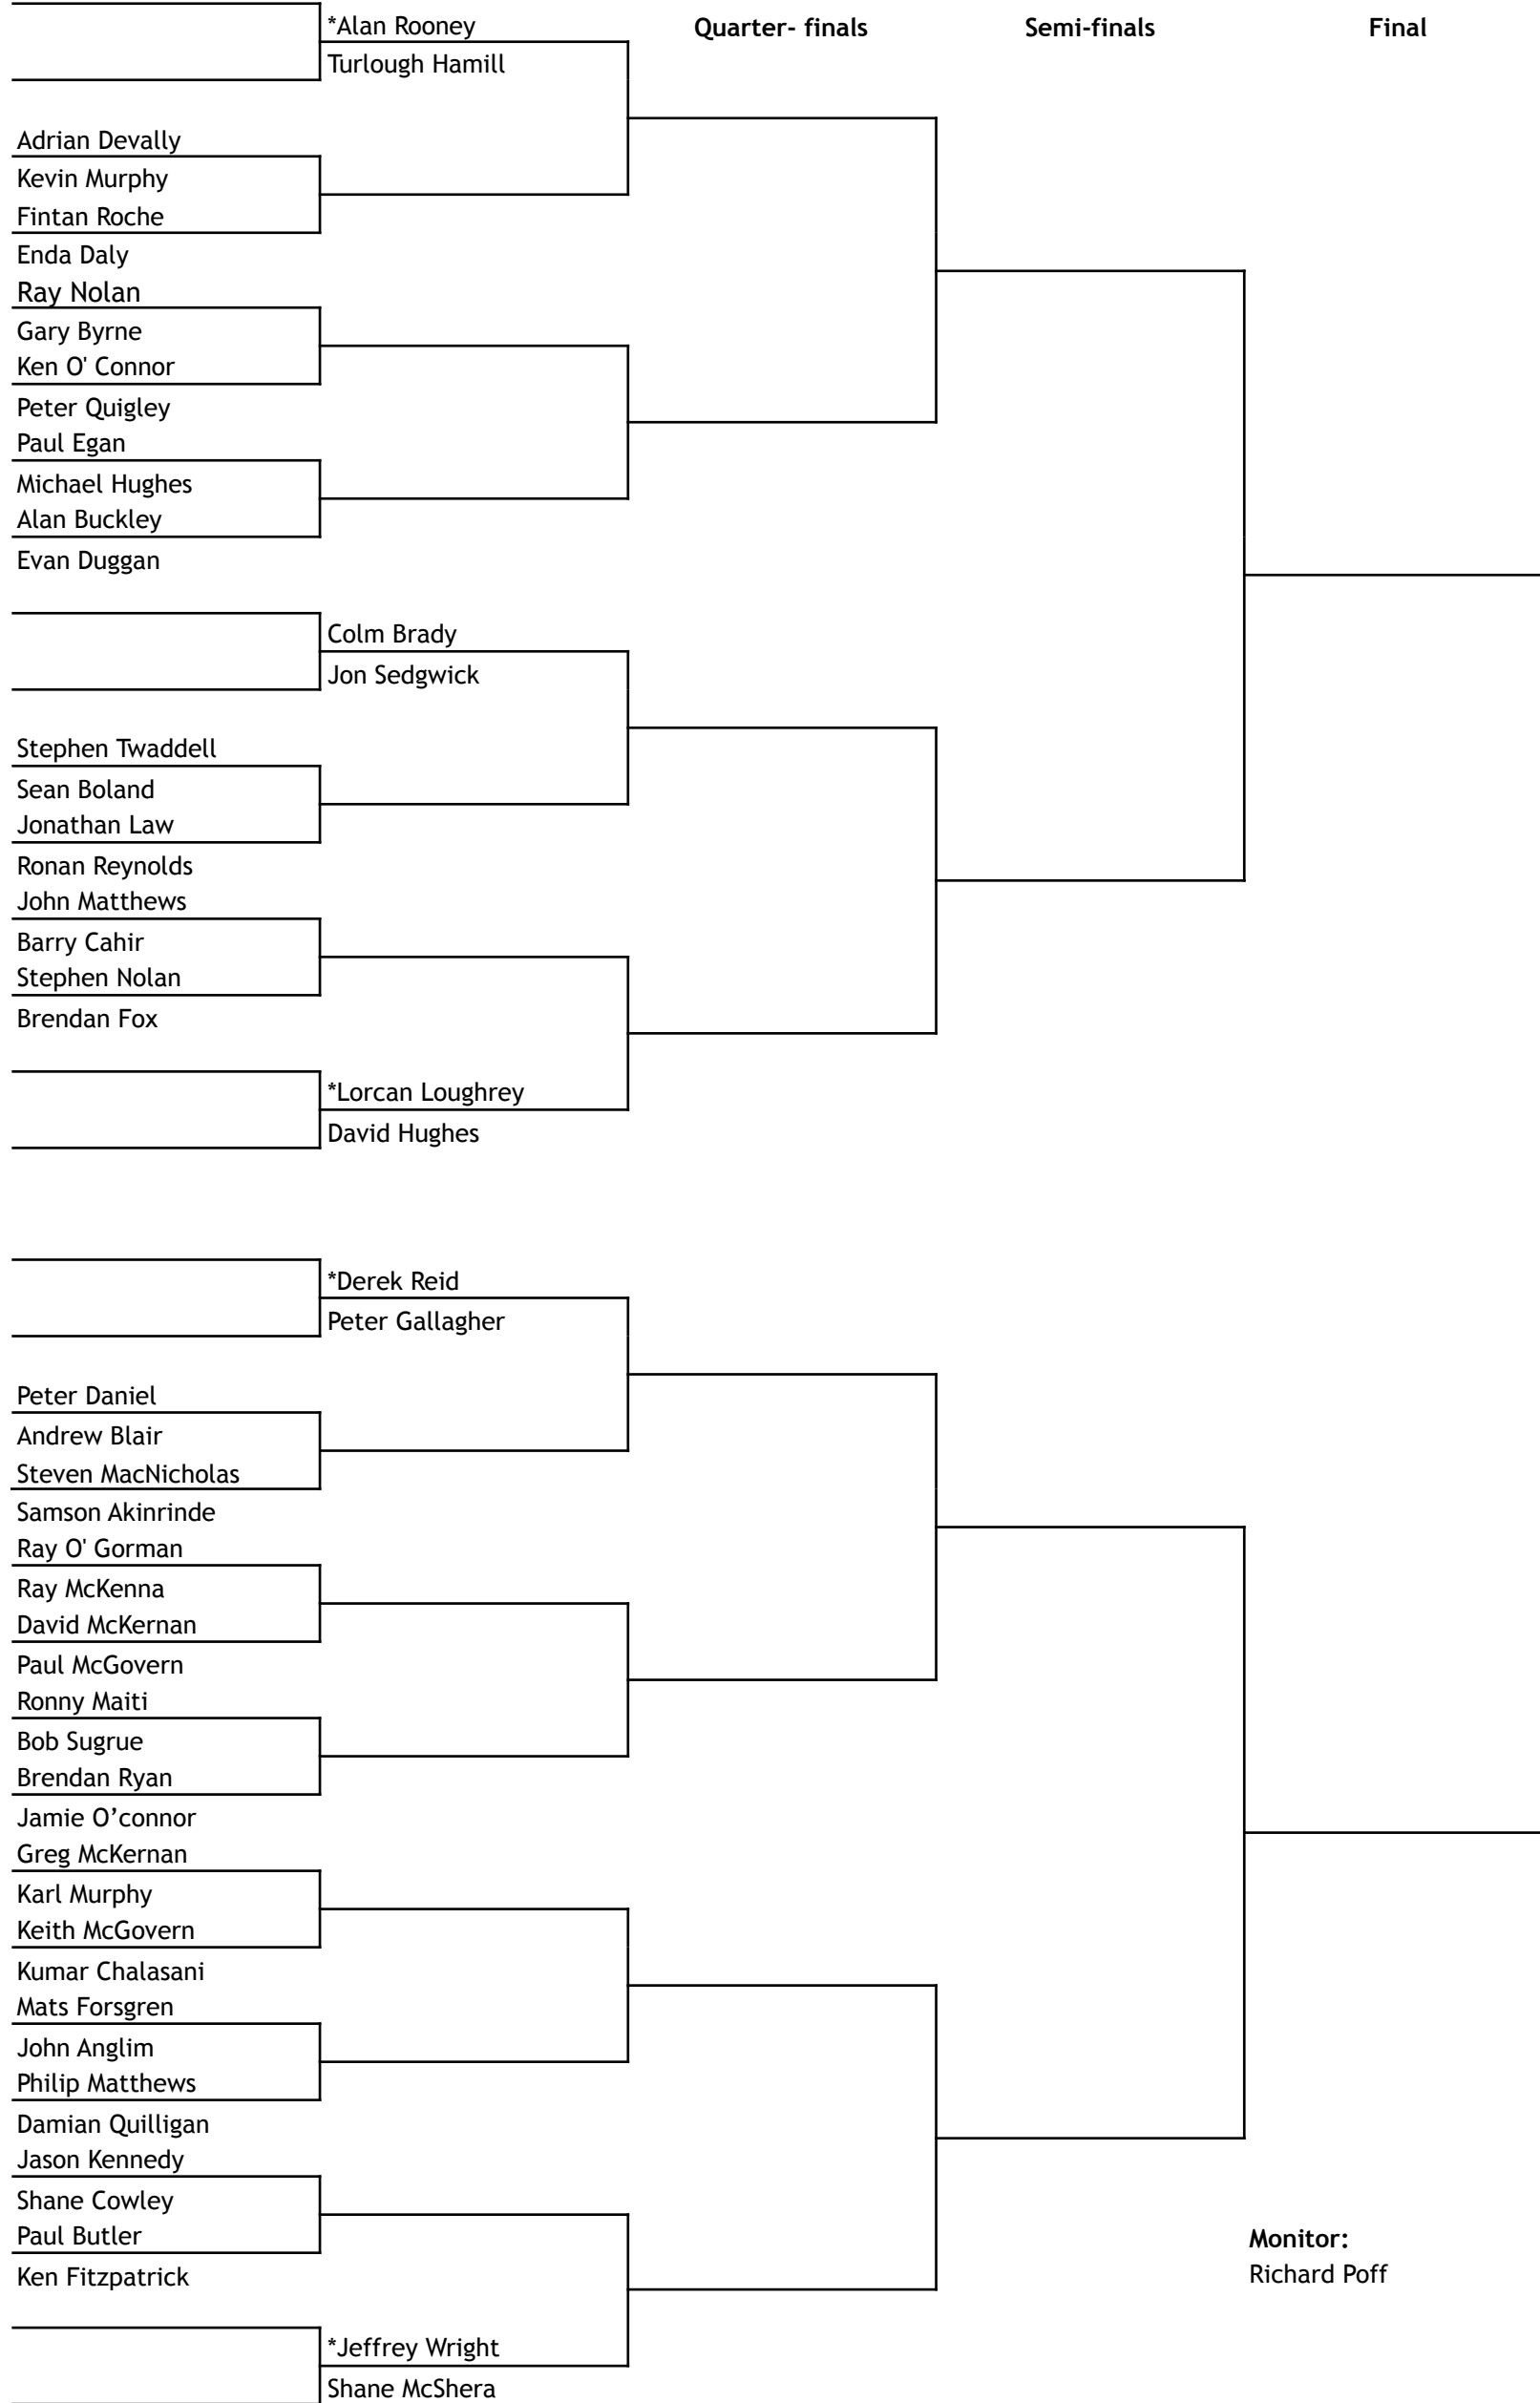 *Alan Rooney
Quarter- finals
Semi-finals
Final
Turlough Hamill
Adrian Devally
Kevin Murphy
Fintan Roche
Enda Daly
Ray Nolan
Gary Byrne
Ken O' Connor
Peter Quigley
Paul Egan
Michael Hughes
Alan Buckley
Evan Duggan
Colm Brady
Jon Sedgwick
Stephen Twaddell
Sean Boland
Jonathan Law
Ronan Reynolds
John Matthews
Barry Cahir
Stephen Nolan
Brendan Fox
*Lorcan Loughrey
David Hughes
*Derek Reid
Peter Gallagher
Peter Daniel
Andrew Blair
Steven MacNicholas
Samson Akinrinde
Ray O' Gorman
Ray McKenna
David McKernan
Paul McGovern
Ronny Maiti
Bob Sugrue
Brendan Ryan
Jamie O’connor
Greg McKernan
Karl Murphy
Keith McGovern
Kumar Chalasani
Mats Forsgren
John Anglim
Philip Matthews
Damian Quilligan
Jason Kennedy
Shane Cowley
Paul Butler
Ken Fitzpatrick
Monitor:
Richard Poff
*Jeffrey Wright
Shane McShera